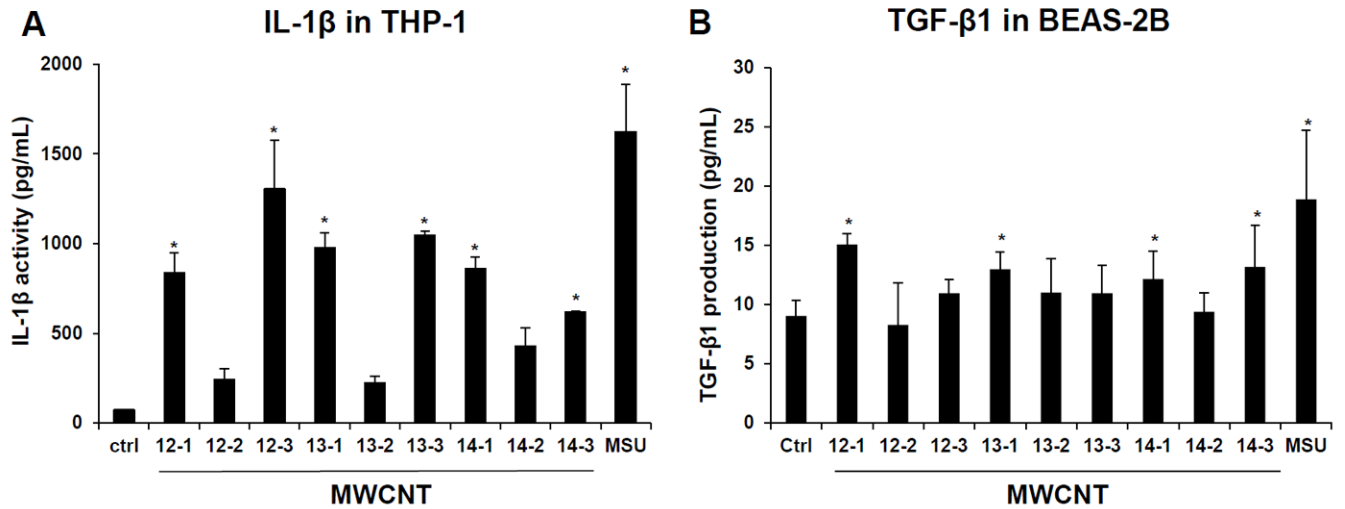 A
IL-1β in THP-1
IL-1β activity (pg/mL)
2000
1500
1000
500
0
* * * * * * * *
ctrl 12-1 12-2 12-3 13-1 13-2 13-3 14-1 14-2 14-3 MSU
MWCNT
B
TGF-β1 in BEAS-2B
TGF-β1 production (pg/mL)
30
25
20
15
10
5
0
* * * * *
Ctrl 12-1 12-2 12-3 13-1 13-2 13-3 14-1 14-2 14-3 MSU
MWCNT